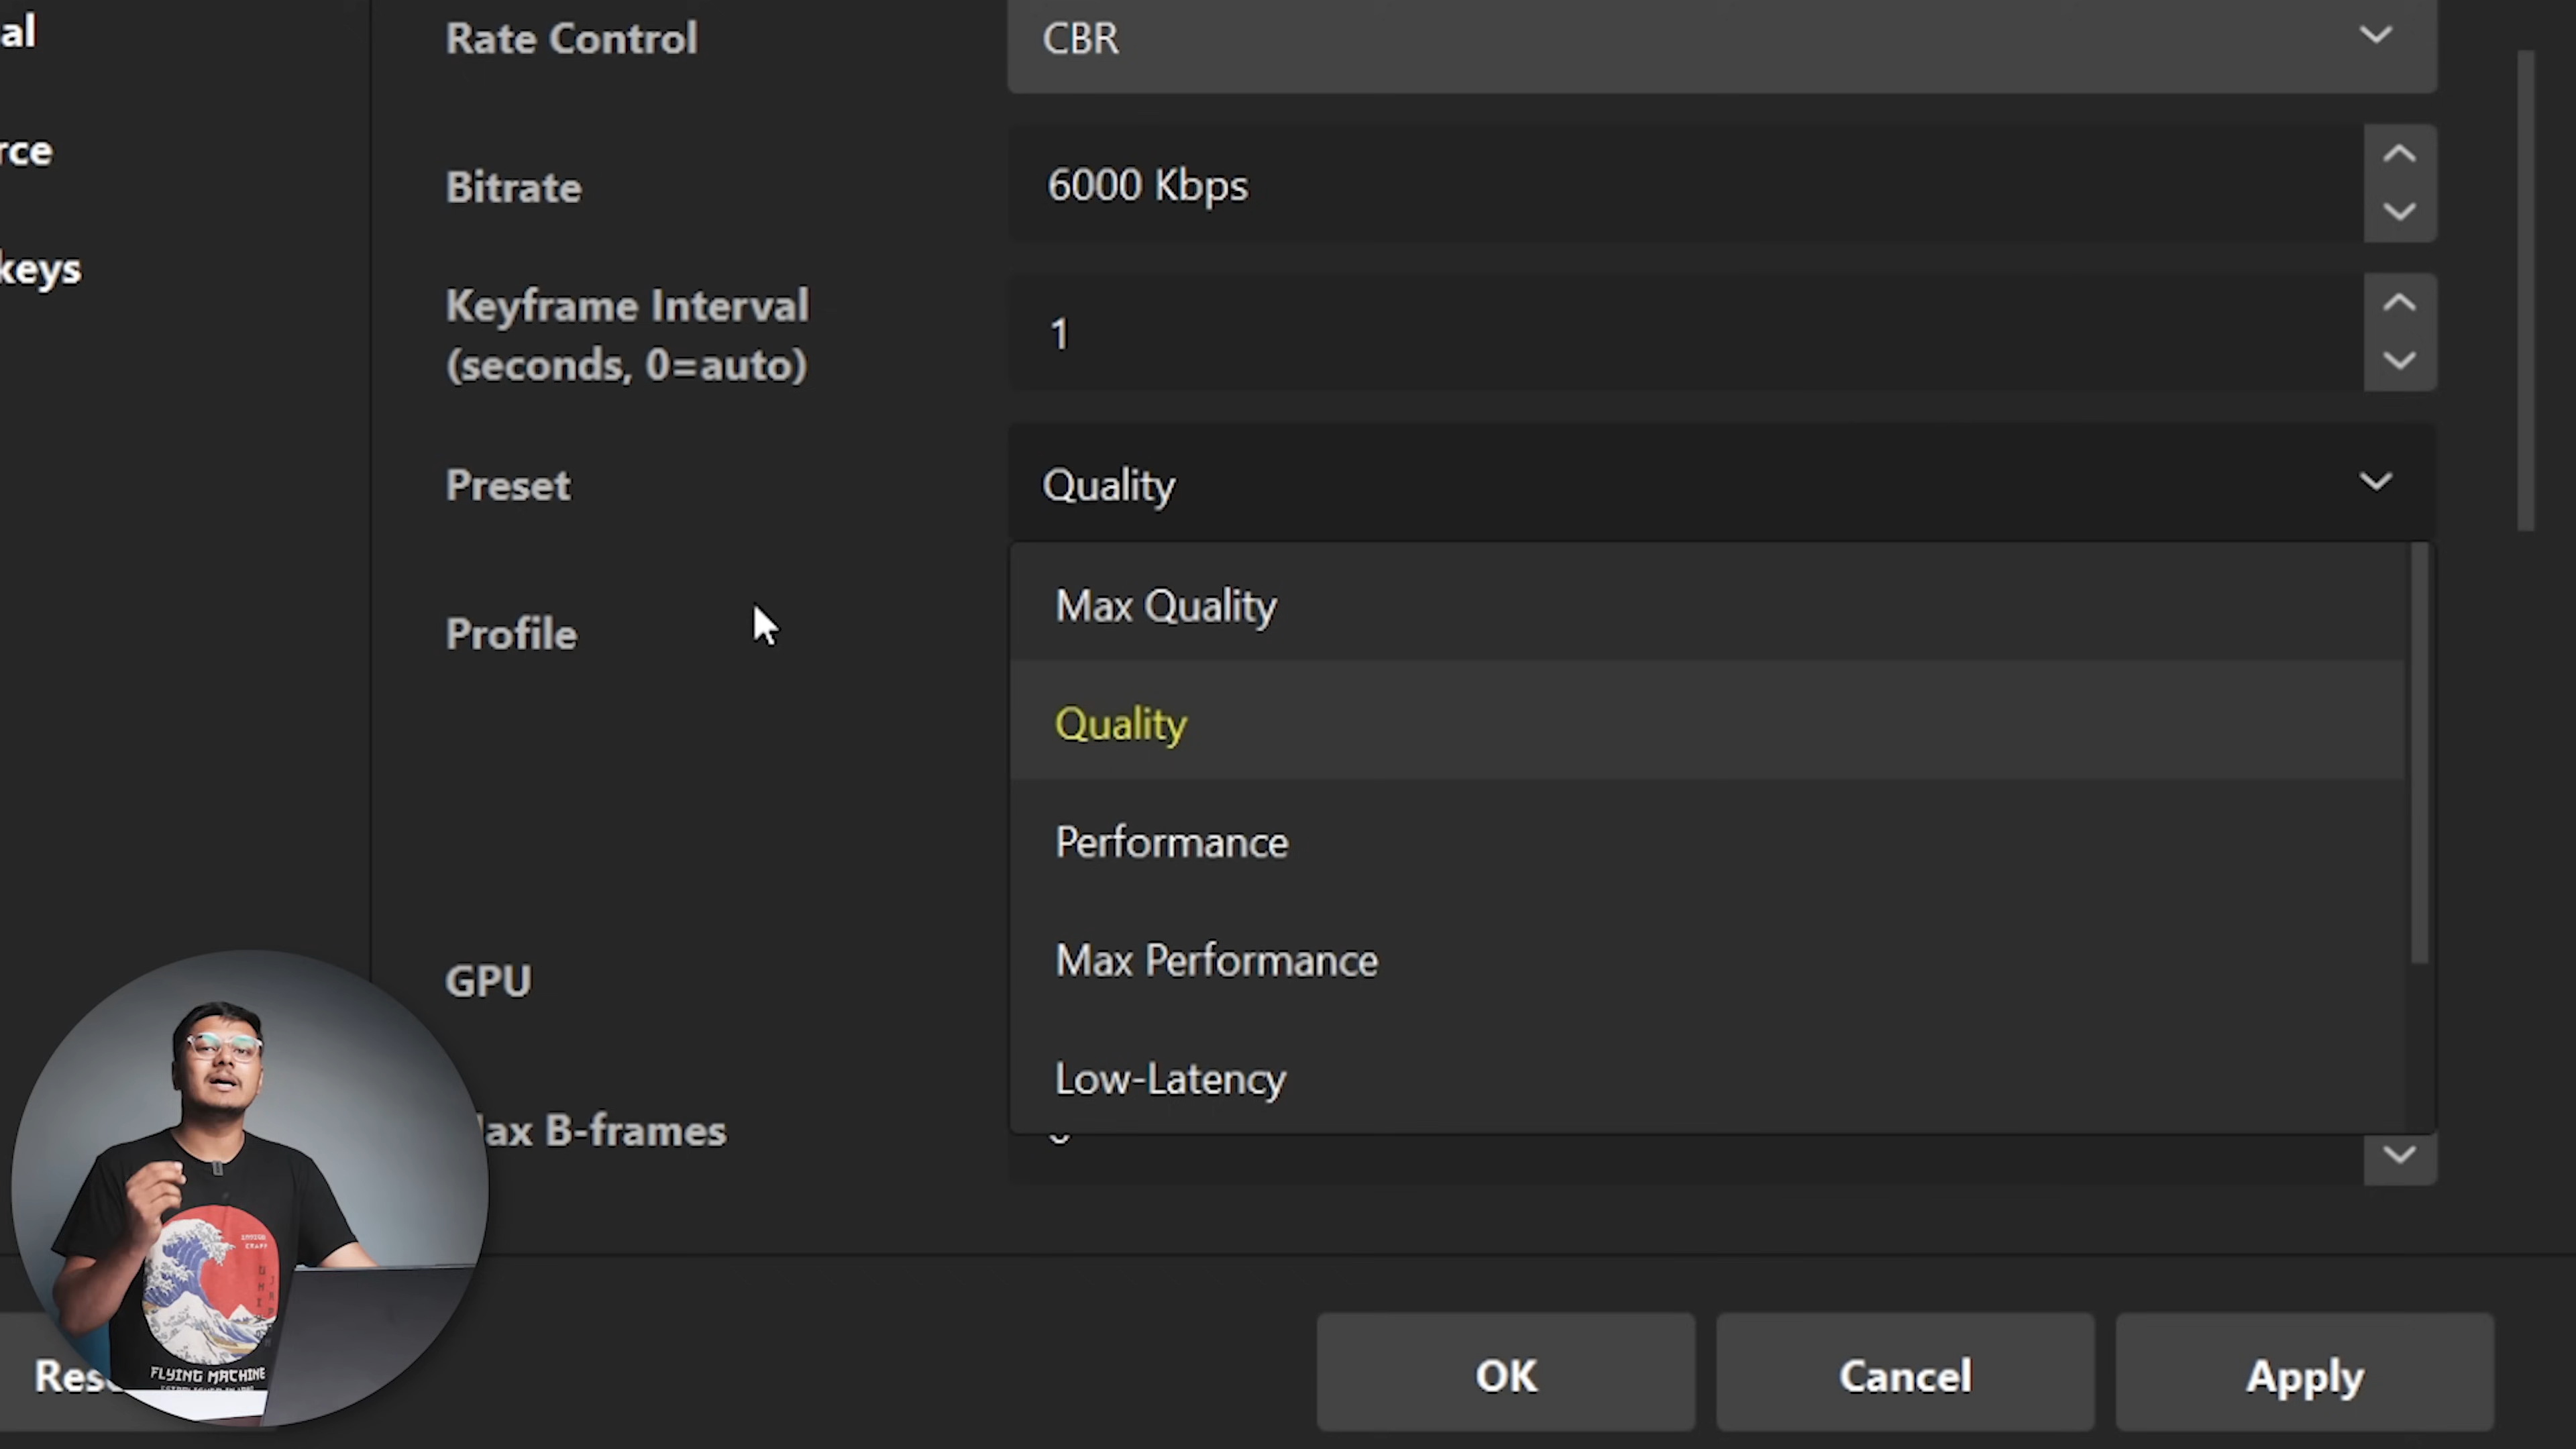 al
Rate Control
CBR
rce
Bitrate
6000 Kbps
keys
Keyframe Interval
(seconds, 0=auto)
1
Preset
Quality
Max Quality
Profile
Quality
Performance
GPU
Max Performance
Low-Latency
ax B-frames
FLYING MACHINE
Res
OK
Cancel
Apply